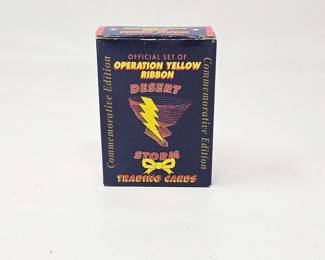 OFFICIAL SET OF
OPERATION YELLOW
RIBBON
DESERT
STORM
TRADING CARDS
Commemorative Edition
Commemorative Edition